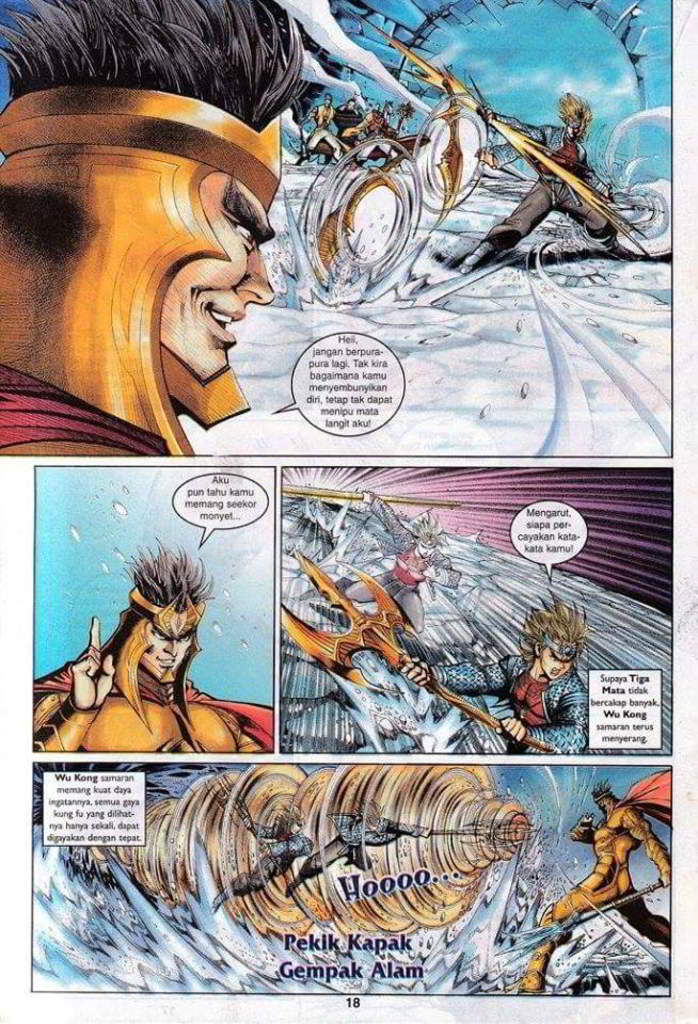 Heii,
jangan berpura-
pura lagi. Tak kira
bagaimana kamu
menyembunyikan
diri, tetap tak dapat
menipu mata
langit aku!
Aku
pun tahu kamu
memang seekor
monyet...
Mengarut,
siapa per-
cayakan kata-
kata kamu!
Supaya Tiga
Mata tidak
bercakap banyak,
Wu Kong
samaran terus
menyerang.
Wu Kong samaran
memang kuat daya
ingatannya, semua gaya
kung fu yang dilihat-
nya hanya sekali, dapat
digayakan dengan tepat.
Hoooo...
Pekik Kapak
Gempak Alam
18